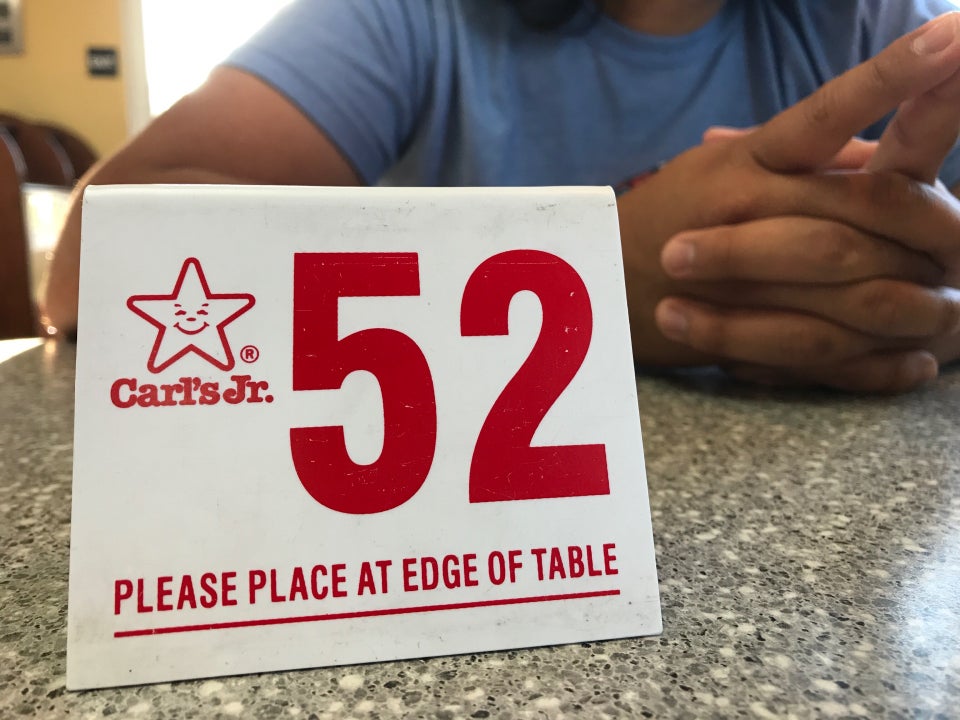 52
®
Carl's Jr.
PLEASE PLACE AT EDGE OF TABLE